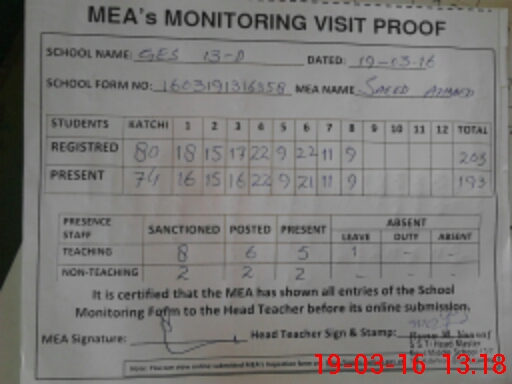 MEA's MONITORING VISIT PROOF
SCHOOL NAME: GES 13-D DATED: 19-03-16
SCHOOL FORM NO: 1603191316358 MEA NAME SAEED AHMAD
STUDENTS KATCHI 1 2 3 4 5 6 7 8 9 10 11 12 TOTAL
REGISTRED 80 18 15 17 22 9 22 11 9 203
PRESENT 74 16 15 16 22 9 21 11 9 193
PRESENCE STAFF SANCTIONED POSTED PRESENT ABSENT
LEAVE DUTY ABSENT
TEACHING 8 6 5 1 - -
NON-TEACHING 2 2 2 - - -
It is certified that the MEA has shown all entries of the School
Monitoring Form to the Head Teacher before its online submission.
MEA Signature: Head Teacher Sign & Stamp:
S.S.T Head Master
19-03-16 13:18